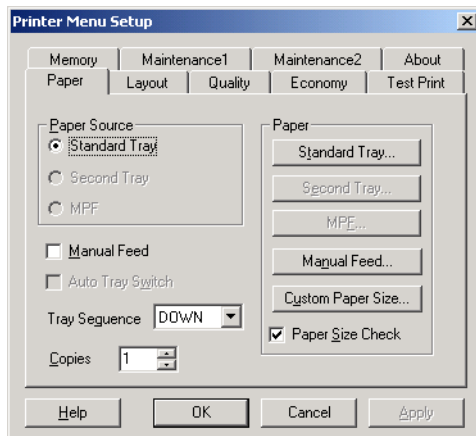 Printer Menu Setup
Memory Maintenance1 Maintenance2 About
Paper Layout Quality Economy Test Print
Paper Source
Standard Tray
Second Tray
MPF
Manual Feed
Auto Tray Switch
Tray Sequence DOWN
Copies 1
Paper
Standard Tray...
Second Tray...
MPF...
Manual Feed...
Custom Paper Size...
Paper Size Check
Help OK Cancel Apply